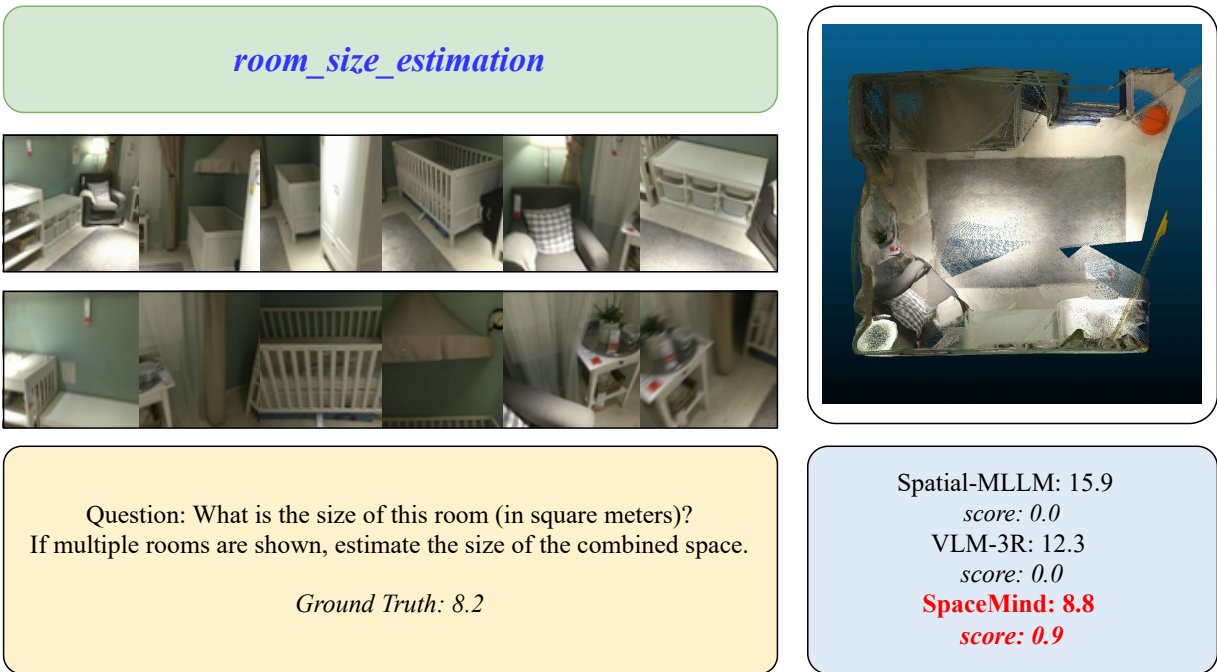 room_size_estimation
Question: What is the size of this room (in square meters)?
If multiple rooms are shown, estimate the size of the combined space.
Ground Truth: 8.2
Spatial-MLLM: 15.9
score: 0.0
VLM-3R: 12.3
score: 0.0
SpaceMind: 8.8
score: 0.9